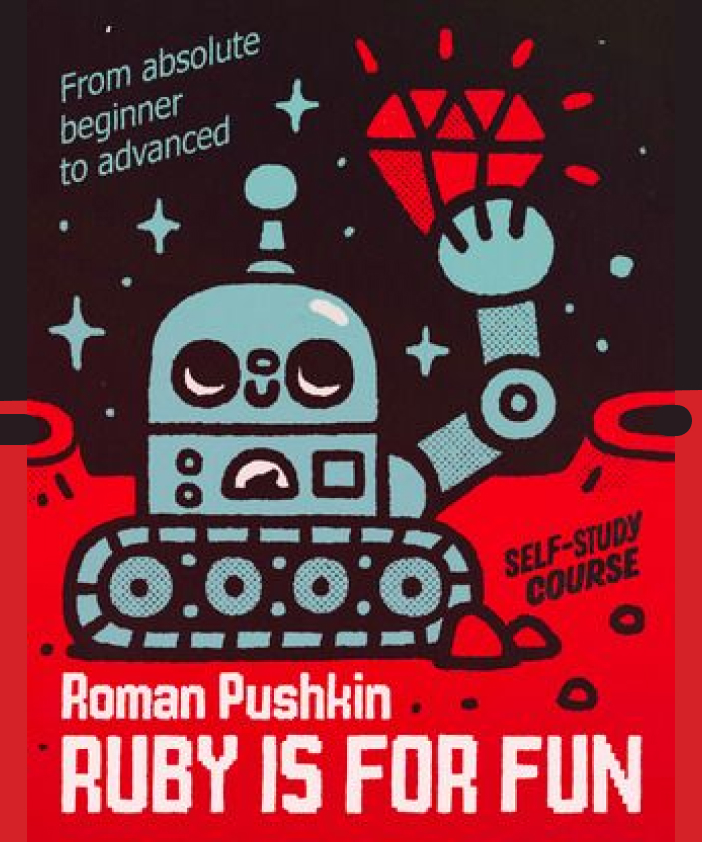 From absolute
beginner
to advanced
SELF-STUDY
COURSE
Roman Pushkin
RUBY IS FOR FUN